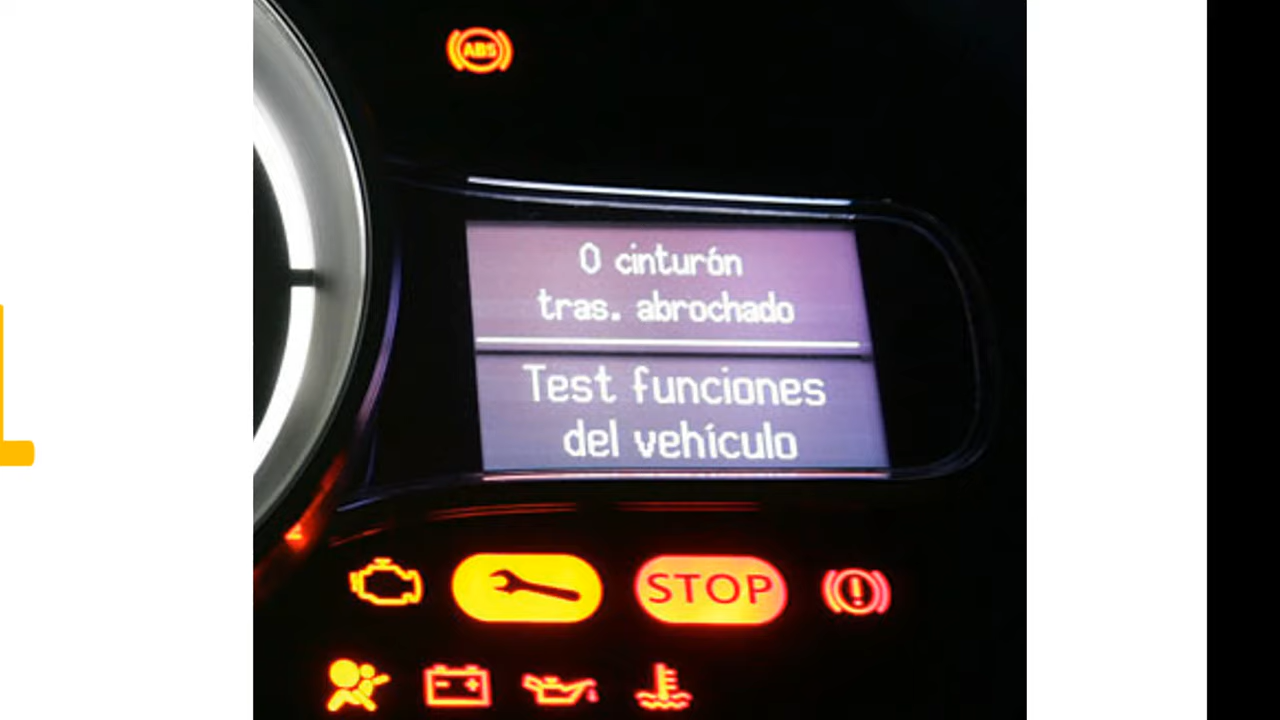 ABS
0 cinturón
tras. abrochado
Test funciones
del vehículo
STOP